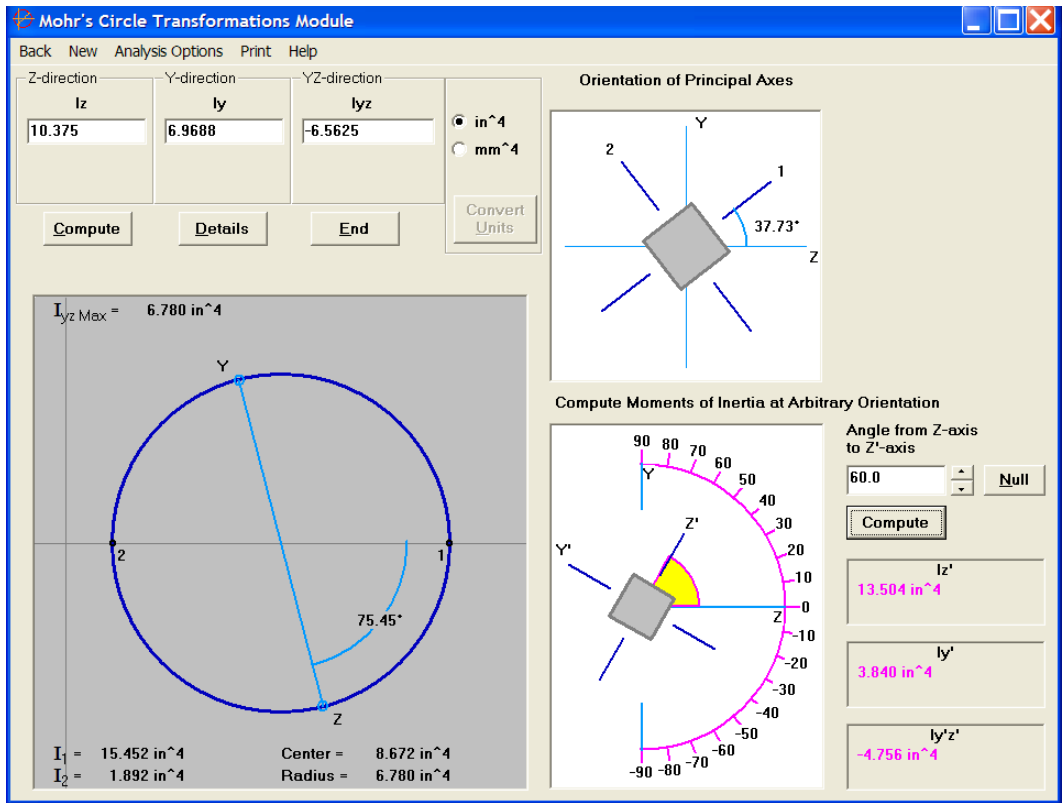 Mohr's Circle Transformations Module
Back New Analysis Options Print Help
Z-direction
Iz
10.375
Y-direction
Iy
6.9688
YZ-direction
Iyz
-6.5625
in^4
mm^4
Convert
Units
Compute
Details
End
Orientation of Principal Axes
Y
2
1
37.73°
Z
Iyz Max = 6.780 in^4
Y
2
1
75.45°
Z
I1 = 15.452 in^4
I2 = 1.892 in^4
Center = 8.672 in^4
Radius = 6.780 in^4
Compute Moments of Inertia at Arbitrary Orientation
90
80
70
60
50
40
30
20
10
0
-10
-20
-30
-40
-50
-60
-70
-80
-90
Y
Z'
Y'
Z
Angle from Z-axis
to Z'-axis
60.0
Null
Compute
Iz'
13.504 in^4
Iy'
3.840 in^4
Iy'z'
-4.756 in^4